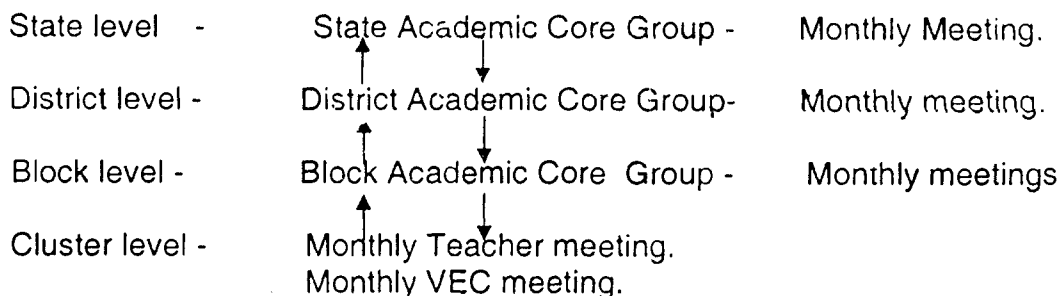 State level - State Academic Core Group - Monthly Meeting.
District level - District Academic Core Group- Monthly meeting.
Block level - Block Academic Core Group - Monthly meetings
Cluster level - Monthly Teacher meeting.
Monthly VEC meeting.